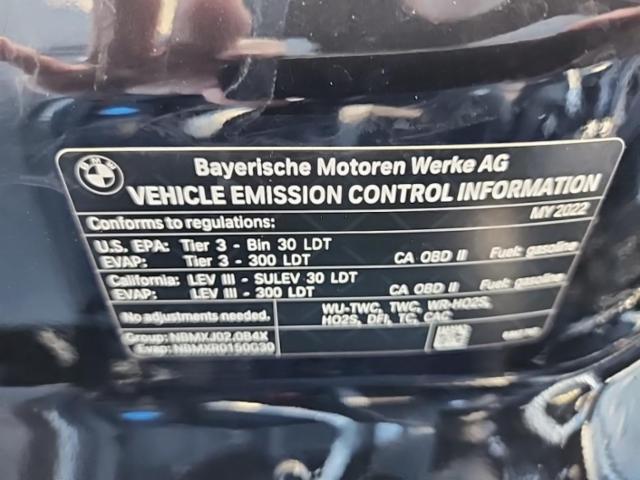 BMW
Bayerische Motoren Werke AG
VEHICLE EMISSION CONTROL INFORMATION
Conforms to regulations: MY 2022
U.S. EPA: Tier 3 - Bin 30 LDT
EVAP: Tier 3 - 300 LDT CA OBD II Fuel: gasoline
California: LEV III - SULEV 30 LDT
EVAP: LEV III - 300 LDT CA OBD II Fuel: gasoline
No adjustments needed. WU-TWC, TWC, WR-HO2S,
HO2S, DFI, TC, CAC
Group: NBMXJ02.0B4X
Evap: NBMXR0150G30